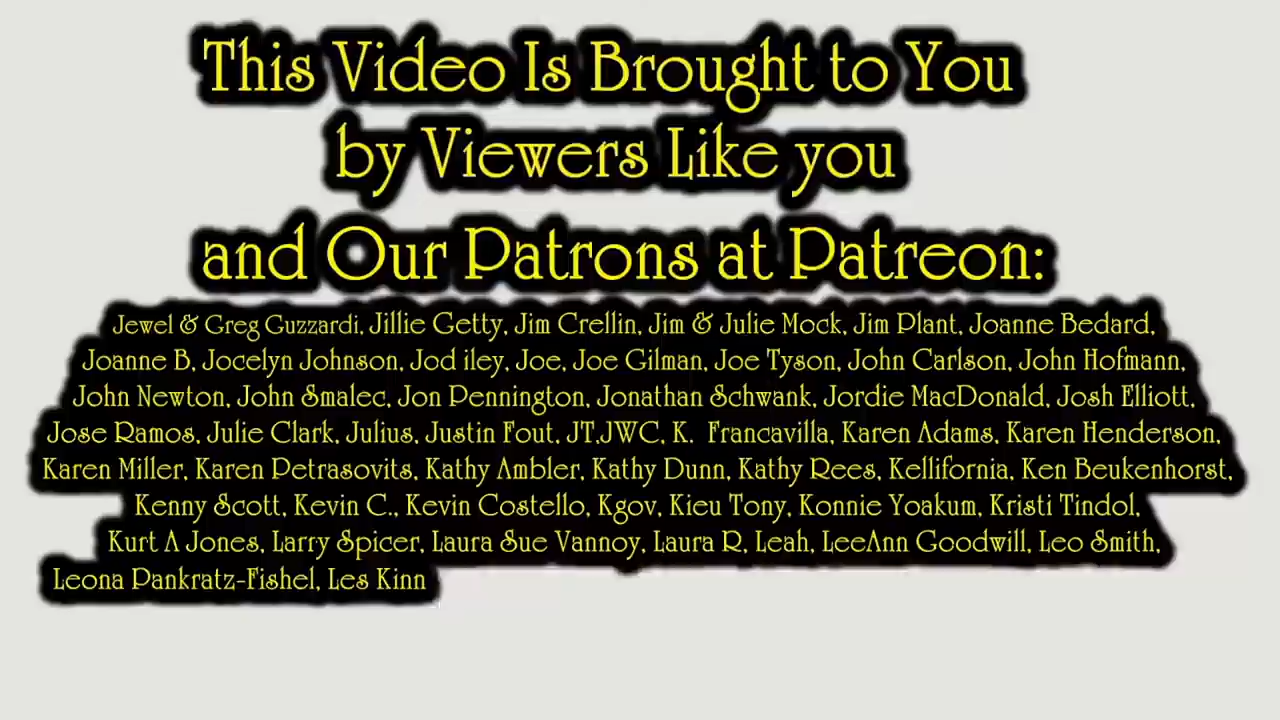 This Video Is Brought to You
by Viewers Like you
and Our Patrons at Patreon:
Jewel & Greg Guzzardi, Jillie Getty, Jim Crellin, Jim & Julie Mock, Jim Plant, Joanne Bedard,
Joanne B, Jocelyn Johnson, Jod iley, Joe, Joe Gilman, Joe Tyson, John Carlson, John Hofmann,
John Newton, John Smalec, Jon Pennington, Jonathan Schwank, Jordie MacDonald, Josh Elliott,
Jose Ramos, Julie Clark, Julius, Justin Fout, JT,JWC, K. Francavilla, Karen Adams, Karen Henderson,
Karen Miller, Karen Petrasovits, Kathy Ambler, Kathy Dunn, Kathy Rees, Kellifornia, Ken Beukenhorst,
Kenny Scott, Kevin C., Kevin Costello, Kgov, Kieu Tony, Konnie Yoakum, Kristi Tindol,
Kurt A Jones, Larry Spicer, Laura Sue Vannoy, Laura R, Leah, LeeAnn Goodwill, Leo Smith,
Leona Pankratz-Fishel, Les Kinn